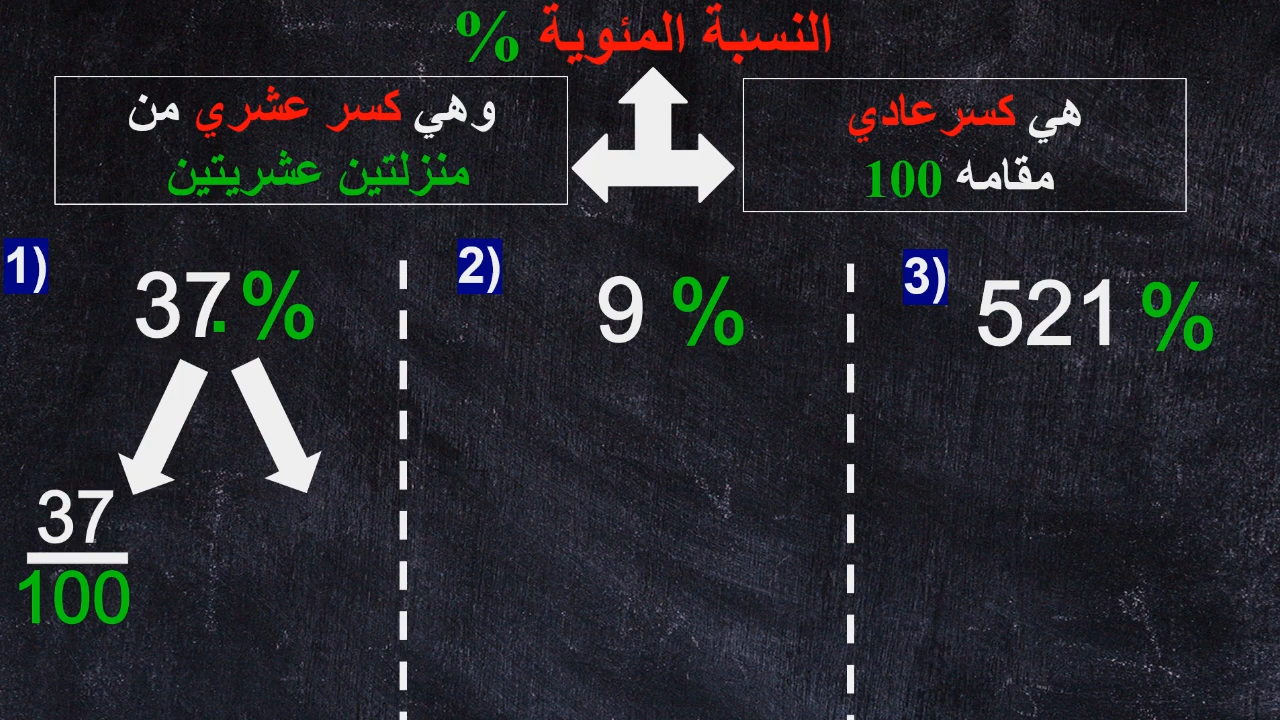 النسبة المئوية %
هي كسر عادي
مقامه 100
وهي كسر عشري من
منزلتين عشريتين
1)
37.%
37
100
2)
9 %
3)
521 %